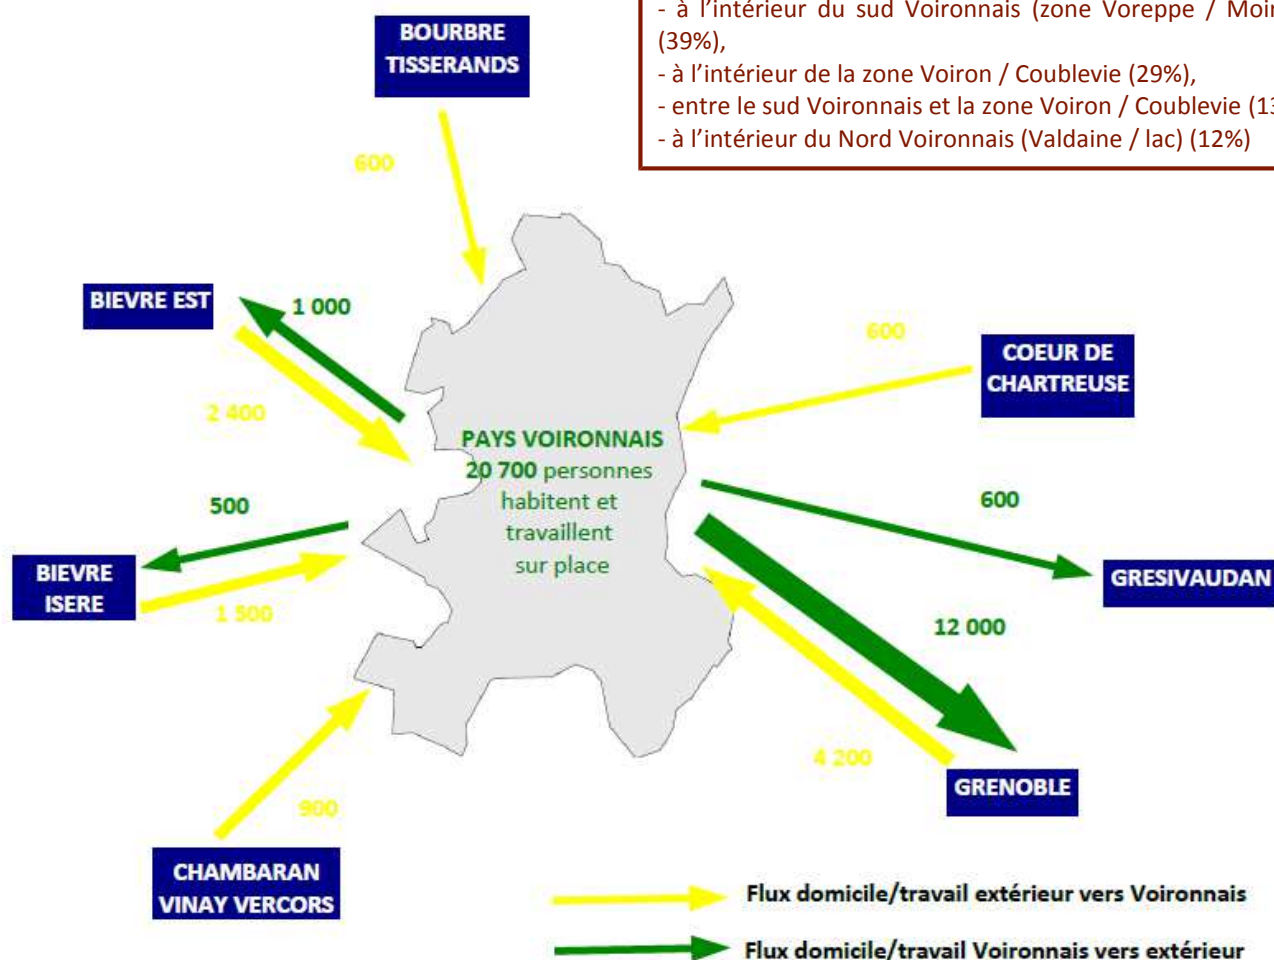 - à l'intérieur du sud Voironnais (zone Voreppe / Moir
(39%),
- à l'intérieur de la zone Voiron / Coublevie (29%),
- entre le sud Voironnais et la zone Voiron / Coublevie (13
- à l'intérieur du Nord Voironnais (Valdaine / lac) (12%)
BOURBRE
TISSERANDS
600
BIEVRE EST
1 000
2 400
600
COEUR DE
CHARTREUSE
PAYS VOIRONNAIS
20 700 personnes
habitent et
travaillent
sur place
500
BIEVRE
ISERE
1 500
600
GRESIVAUDAN
12 000
4 200
GRENOBLE
900
CHAMBARAN
VINAY VERCORS
Flux domicile/travail extérieur vers Voironnais
Flux domicile/travail Voironnais vers extérieur